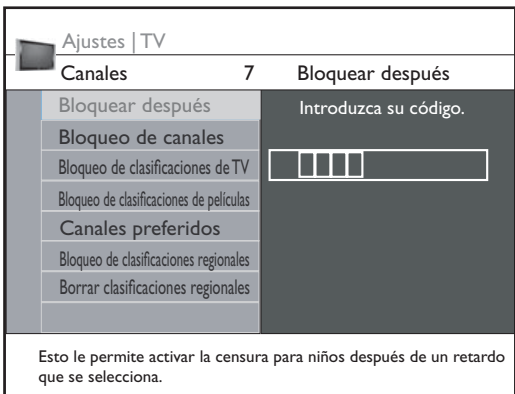 Ajustes | TV
Canales 7 Bloquear después
Bloquear después
Introduzca su código.
Bloqueo de canales
Bloqueo de clasificaciones de TV
Bloqueo de clasificaciones de películas
Canales preferidos
Bloqueo de clasificaciones regionales
Borrar clasificaciones regionales
Esto le permite activar la censura para niños después de un retardo
que se selecciona.